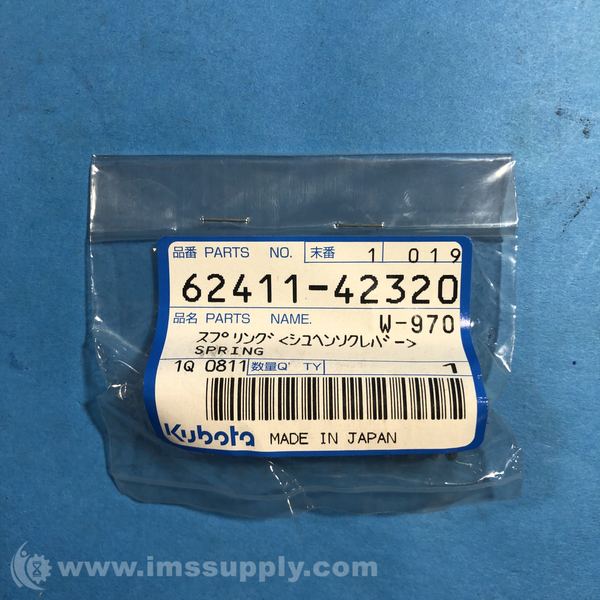 品番 PARTS NO. 末番 1 019
62411-42320
品名 PARTS NAME. W-970
スプリング<シュヘンソクレバー>
SPRING
1Q 0811 数量Q'TY 1
Kubota MADE IN JAPAN
www.imssupply.com